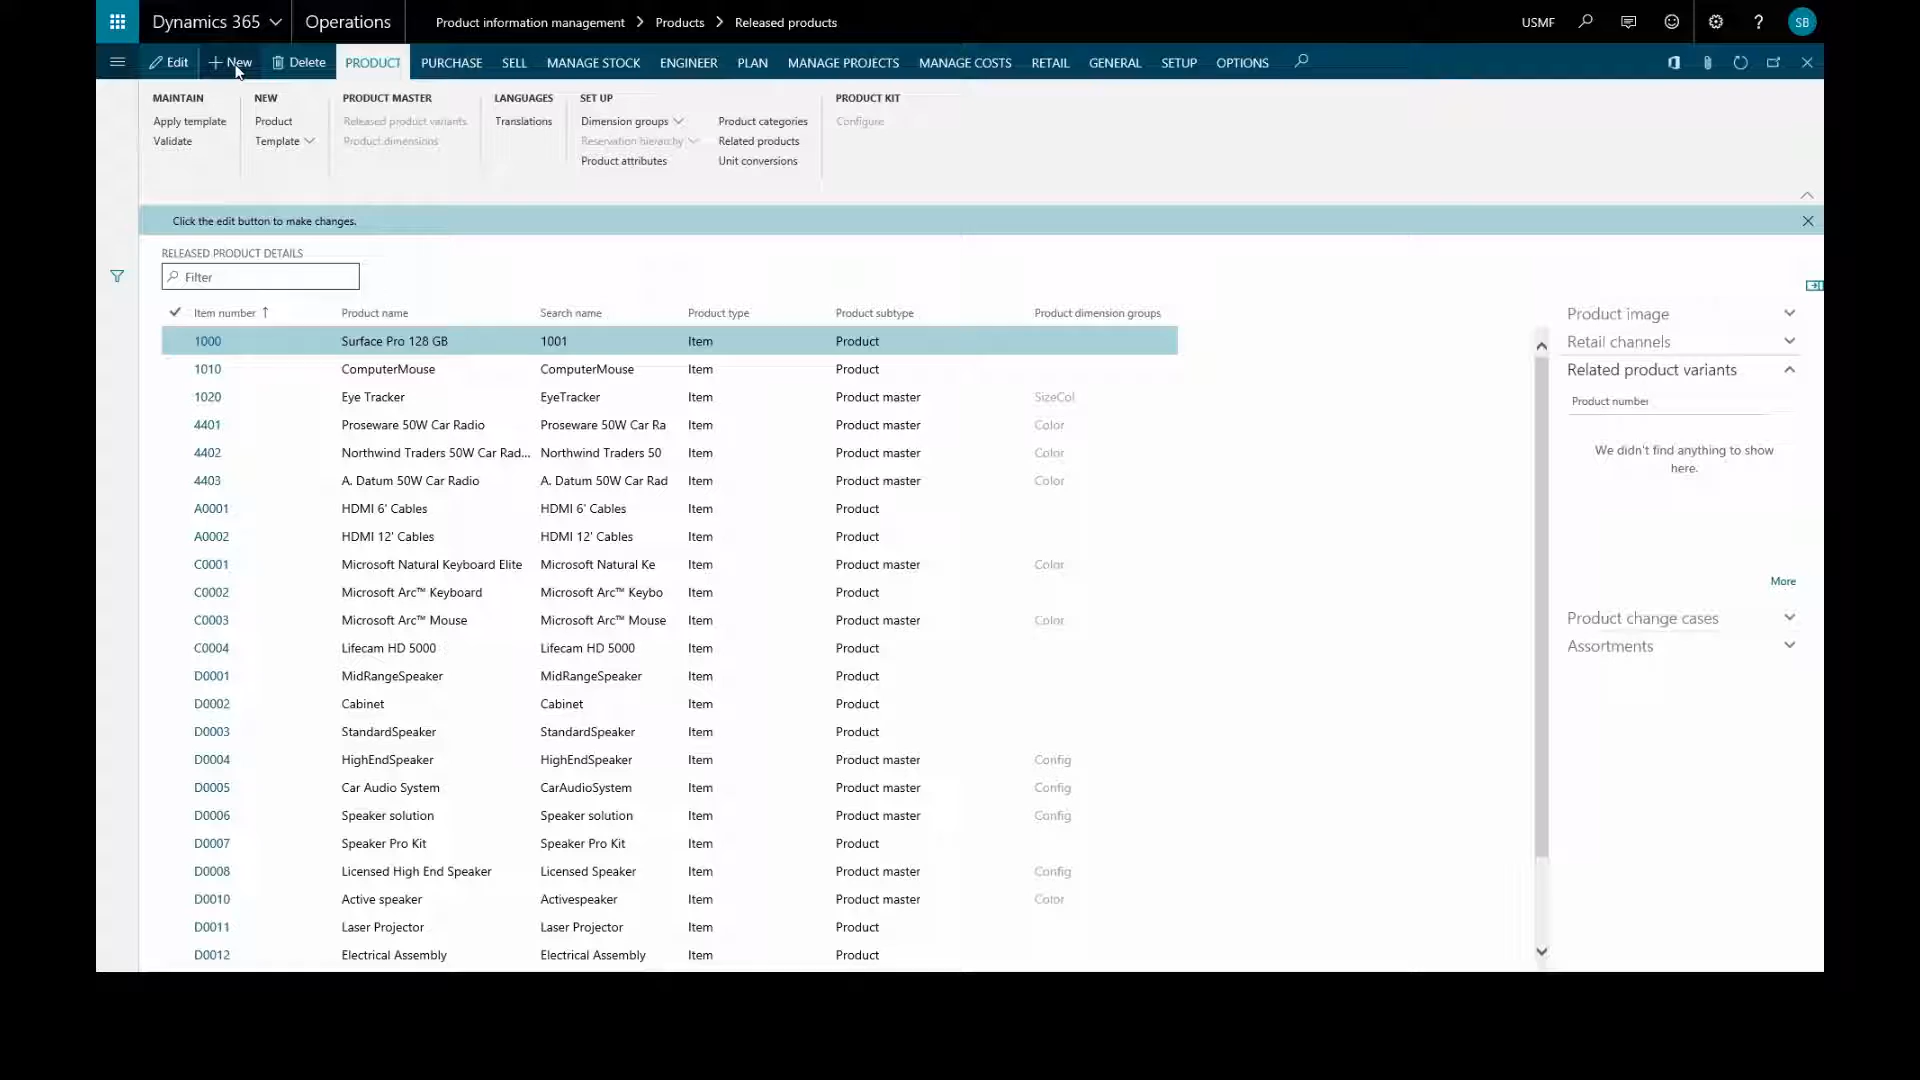 Dynamics 365 Operations Product information management Products Released products USMF ? SB
Edit New Delete PRODUCT PURCHASE SELL MANAGE STOCK ENGINEER PLAN MANAGE PROJECTS MANAGE COSTS RETAIL GENERAL SETUP OPTIONS
MAINTAIN NEW PRODUCT MASTER LANGUAGES SET UP PRODUCT KIT
Apply template Product Released product variants Translations Dimension groups Product categories Configure
Validate Template Product dimensions Reservation hierarchy Related products
Product attributes Unit conversions
Click the edit button to make changes.
RELEASED PRODUCT DETAILS
Filter
Item number Product name Search name Product type Product subtype Product dimension groups
1000 Surface Pro 128 GB 1001 Item Product
1010 ComputerMouse ComputerMouse Item Product
1020 Eye Tracker EyeTracker Item Product master SizeCol
4401 Proseware 50W Car Radio Proseware 50W Car Ra Item Product master Color
4402 Northwind Traders 50W Car Rad... Northwind Traders 50 Item Product master Color
4403 A. Datum 50W Car Radio A. Datum 50W Car Rad Item Product master Color
A0001 HDMI 6' Cables HDMI 6' Cables Item Product
A0002 HDMI 12' Cables HDMI 12' Cables Item Product
C0001 Microsoft Natural Keyboard Elite Microsoft Natural Ke Item Product master Color
C0002 Microsoft Arc™ Keyboard Microsoft Arc™ Keybo Item Product
C0003 Microsoft Arc™ Mouse Microsoft Arc™ Mouse Item Product master Color
C0004 Lifecam HD 5000 Lifecam HD 5000 Item Product
D0001 MidRangeSpeaker MidRangeSpeaker Item Product
D0002 Cabinet Cabinet Item Product
D0003 StandardSpeaker StandardSpeaker Item Product
D0004 HighEndSpeaker HighEndSpeaker Item Product master Config
D0005 Car Audio System CarAudioSystem Item Product master Config
D0006 Speaker solution Speaker solution Item Product master Config
D0007 Speaker Pro Kit Speaker Pro Kit Item Product
D0008 Licensed High End Speaker Licensed Speaker Item Product master Config
D0010 Active speaker Activespeaker Item Product master Color
D0011 Laser Projector Laser Projector Item Product
D0012 Electrical Assembly Electrical Assembly Item Product
Product image
Retail channels
Related product variants
Product number
We didn't find anything to show
here.
More
Product change cases
Assortments